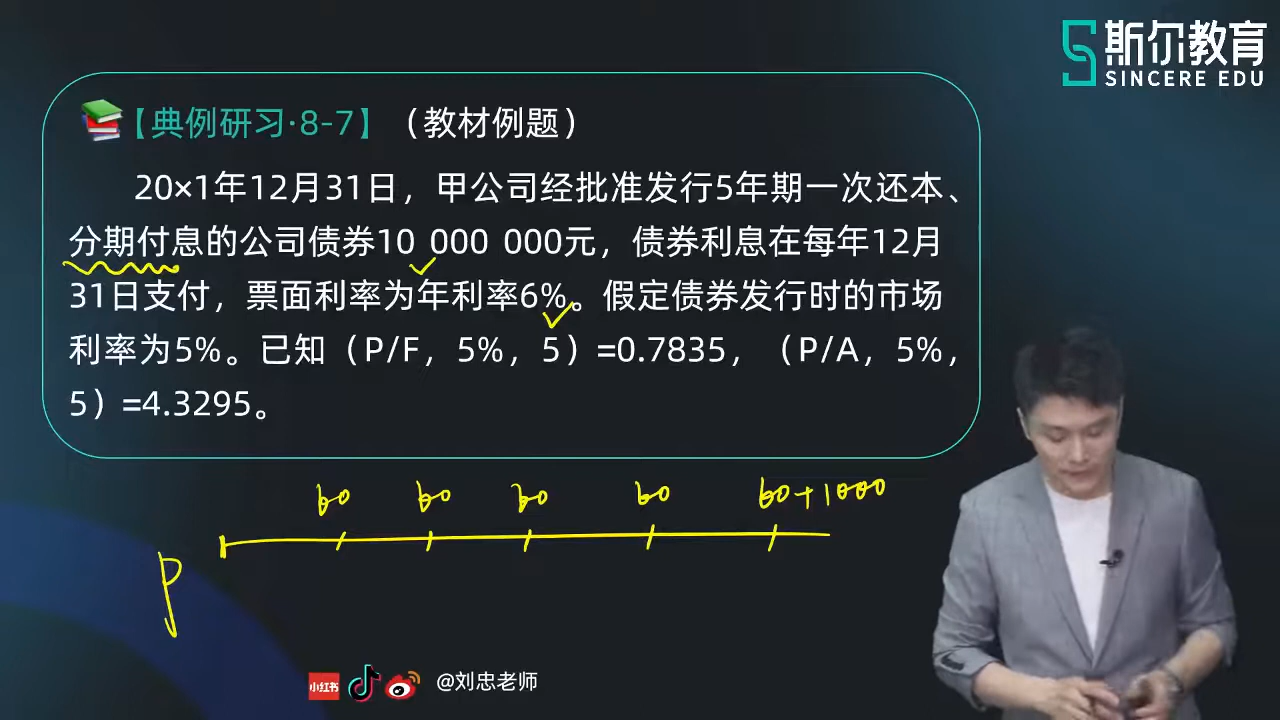 斯尔教育
SINCERE EDU
【典例研习·8-7】（教材例题）
20×1年12月31日，甲公司经批准发行5年期一次还本、
分期付息的公司债券10 000 000元，债券利息在每年12月
31日支付，票面利率为年利率6%。假定债券发行时的市场
利率为5%。已知（P/F，5%，5）=0.7835，（P/A，5%，
5）=4.3295。
60 60 60 60 60+1000
P
小红书 @刘忠老师